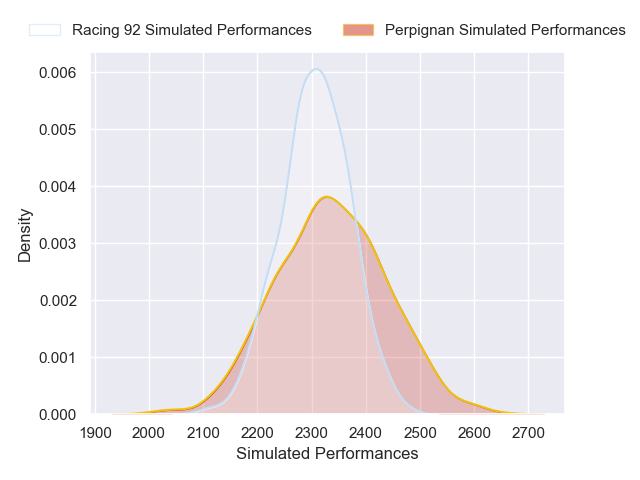 Racing 92 Simulated Performances Perpignan Simulated Performances
0.006
0.005
0.004
0.003
0.002
0.001
0.000
Density
1900 2000 2100 2200 2300 2400 2500 2600 2700
Simulated Performances